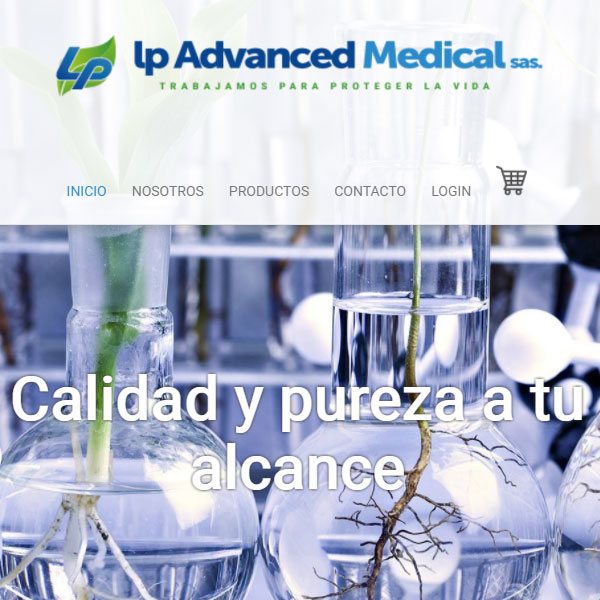 LP lp Advanced Medical sas.
TRABAJAMOS PARA PROTEGER LA VIDA
INICIO NOSOTROS PRODUCTOS CONTACTO LOGIN
Calidad y pureza a tu
alcance